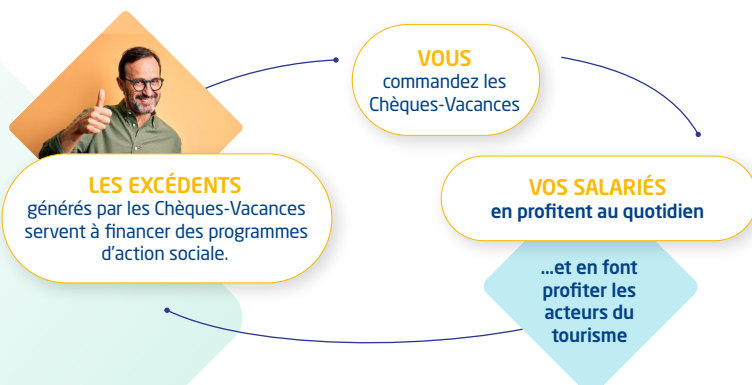 VOUS
commandez les
Chèques-Vacances
LES EXCÉDENTS
générés par les Chèques-Vacances
servent à financer des programmes
d'action sociale.
VOS SALARIÉS
en profitent au quotidien
...et en font
profiter les
acteurs du
tourisme